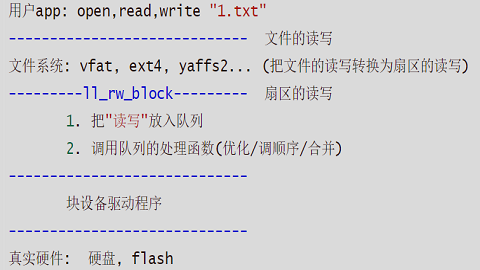 用户app: open,read,write "1.txt"
--------------------------- 文件的读写
文件系统: vfat, ext4, yaffs2... (把文件的读写转换为扇区的读写)
---------ll_rw_block--------- 扇区的读写
1. 把"读写"放入队列
2. 调用队列的处理函数(优化/调顺序/合并)
---------------------------
块设备驱动程序
---------------------------
真实硬件: 硬盘, flash